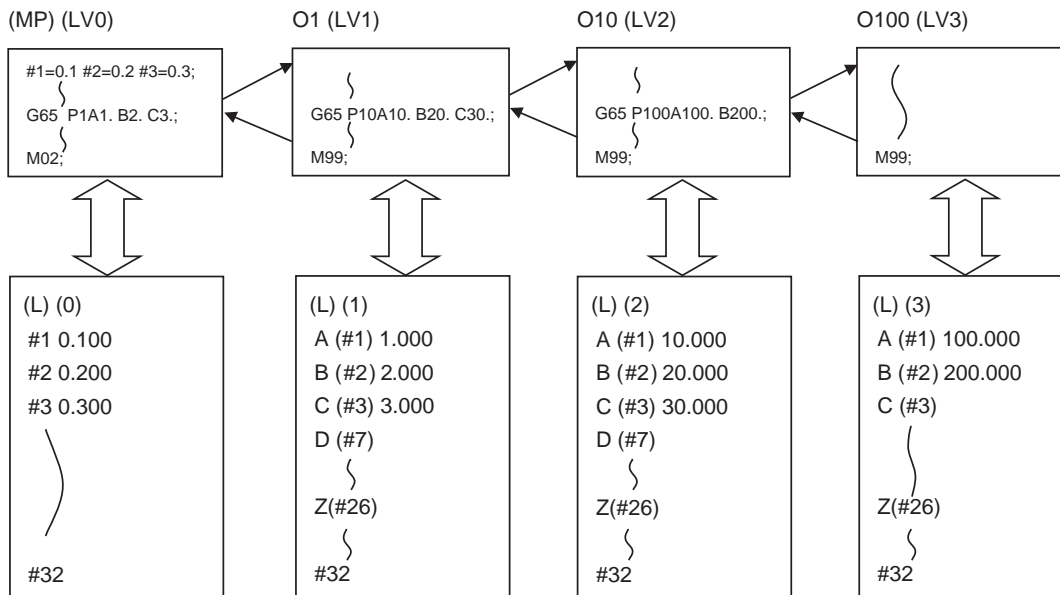 (MP) (LV0)
O1 (LV1)
O10 (LV2)
O100 (LV3)
#1=0.1 #2=0.2 #3=0.3;
G65 P1A1. B2. C3.;
M02;
G65 P10A10. B20. C30.;
M99;
G65 P100A100. B200.;
M99;
M99;
(L) (0)
#1 0.100
#2 0.200
#3 0.300
#32
(L) (1)
A (#1) 1.000
B (#2) 2.000
C (#3) 3.000
D (#7)
Z(#26)
#32
(L) (2)
A (#1) 10.000
B (#2) 20.000
C (#3) 30.000
D (#7)
Z(#26)
#32
(L) (3)
A (#1) 100.000
B (#2) 200.000
C (#3)
Z(#26)
#32